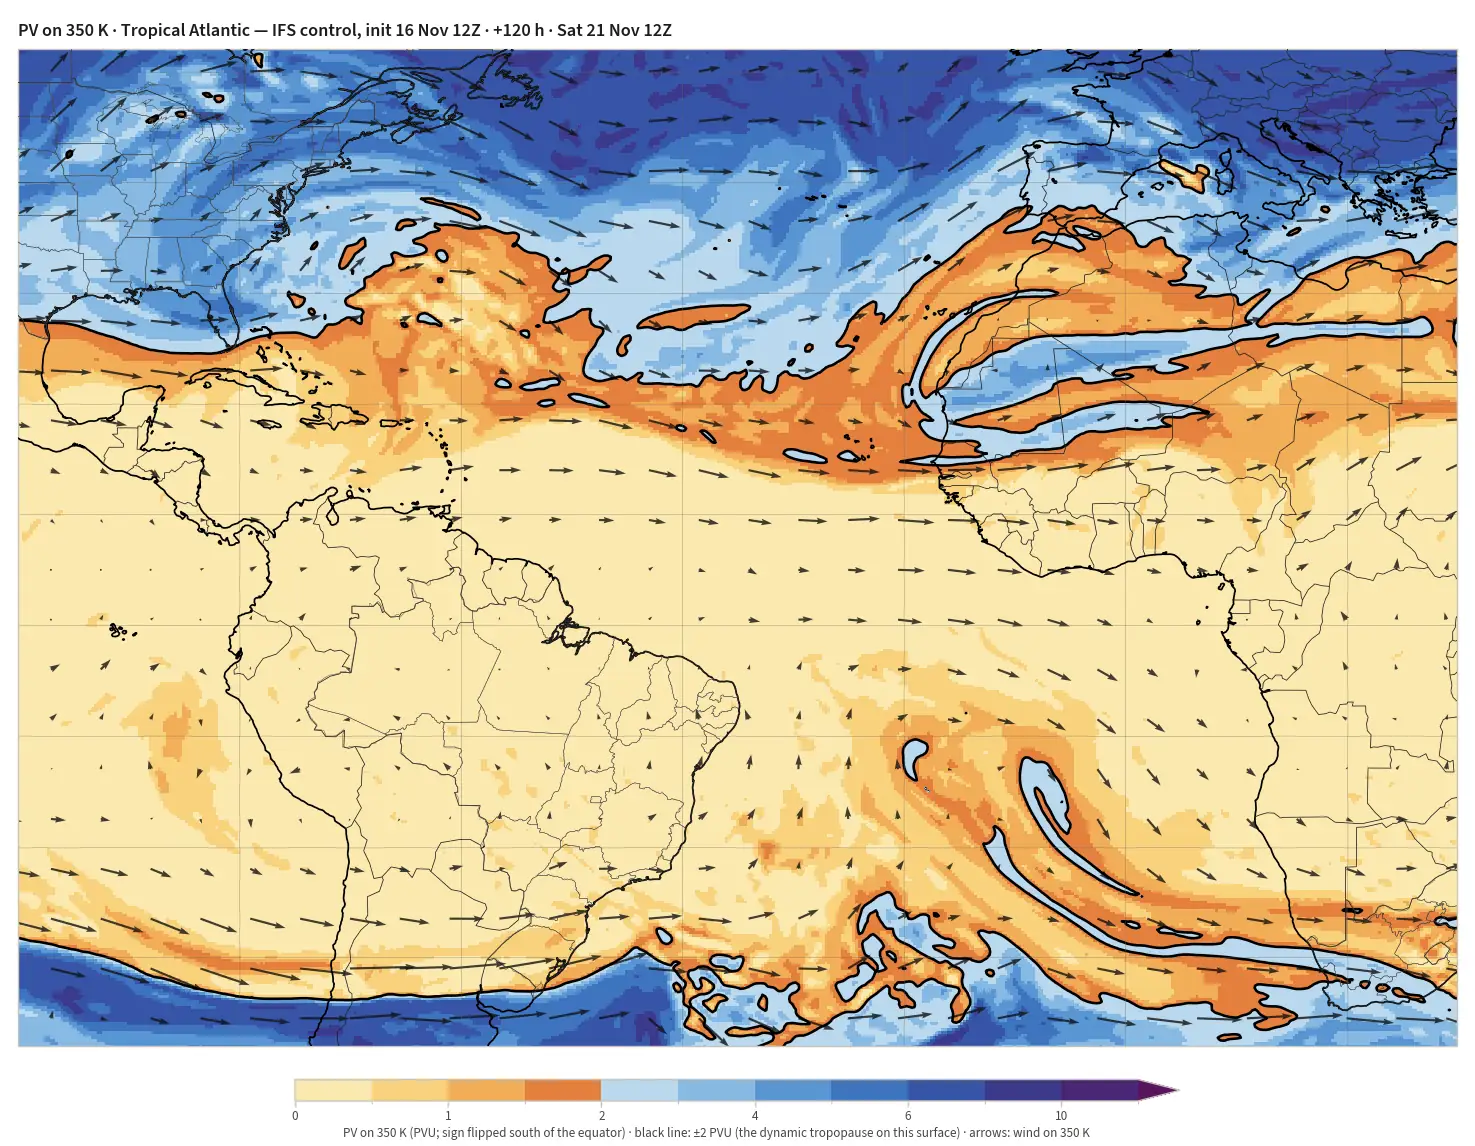 PV on 350 K · Tropical Atlantic — IFS control, init 16 Nov 12Z · +120 h · Sat 21 Nov 12Z
0 1 2 4 6 10
PV on 350 K (PVU; sign flipped south of the equator) · black line: ±2 PVU (the dynamic tropopause on this surface) · arrows: wind on 350 K